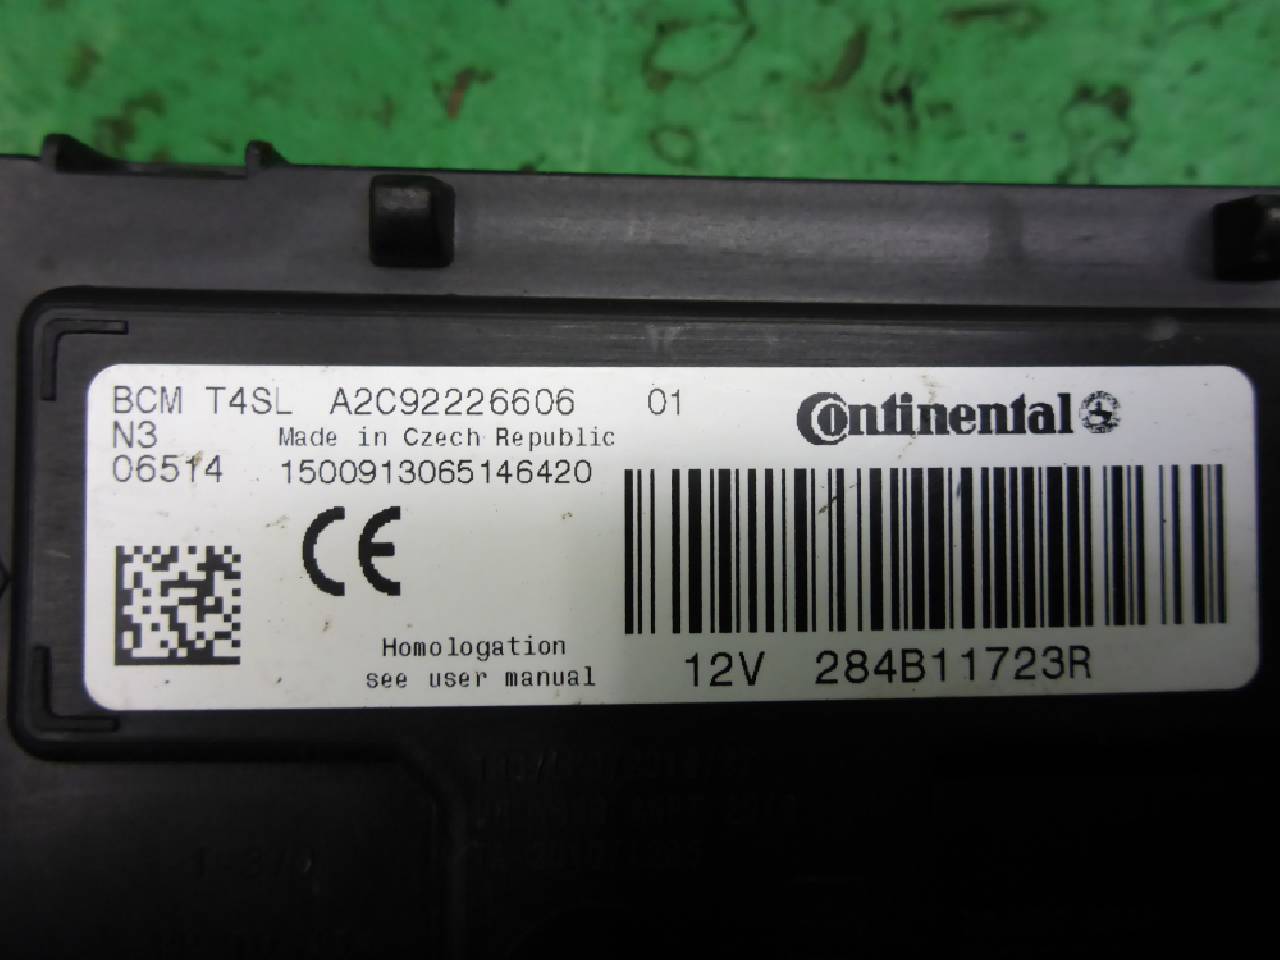 BCM T4SL A2C92226606 01
Continental
N3 Made in Czech Republic
06514 1500913065146420
CE
Homologation
see user manual
12V 284B11723R